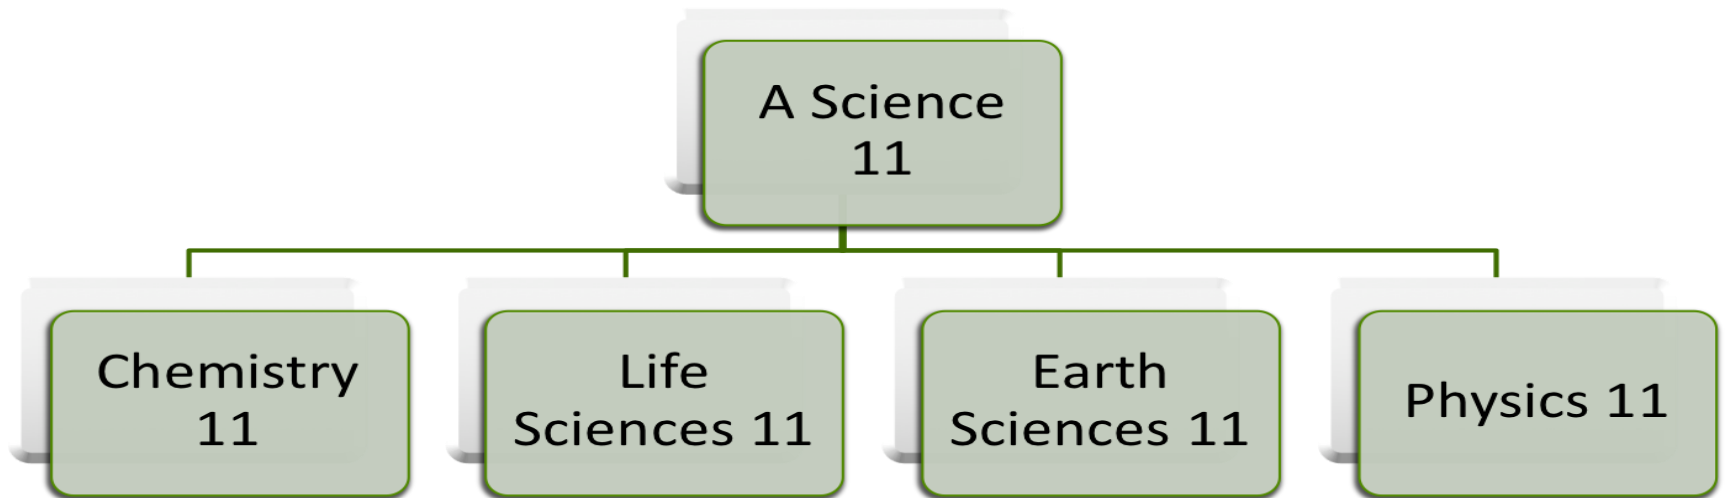 A Science
11
Chemistry
11
Life
Sciences 11
Earth
Sciences 11
Physics 11